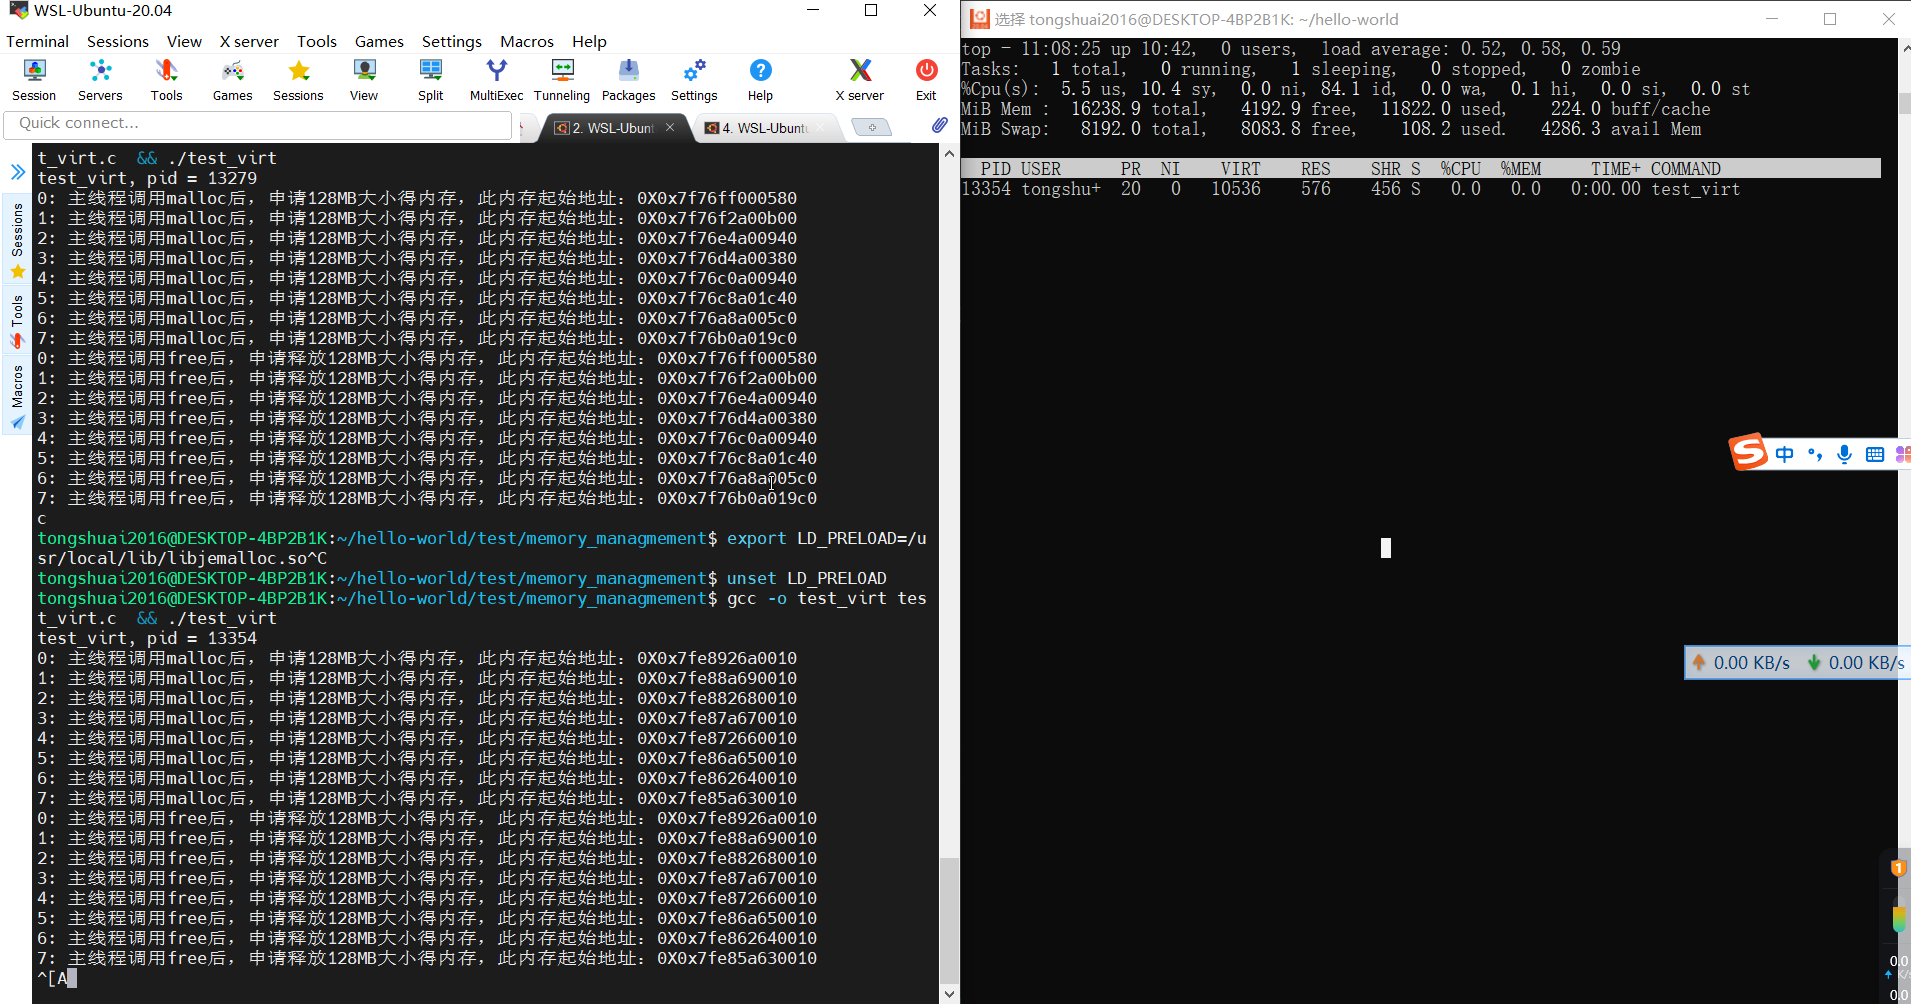 WSL-Ubuntu-20.04
Terminal Sessions View X server Tools Games Settings Macros Help
Session Servers Tools Games Sessions View Split MultiExec Tunneling Packages Settings Help X server Exit
Quick connect...
2. WSL-Ubunt
4. WSL-Ubuntu
Sessions
Tools
Macros
t_virt.c  && ./test_virt
test_virt, pid = 13279
0: 主线程调用malloc后, 申请128MB大小得内存, 此内存起始地址: 0X0x7f76ff000580
1: 主线程调用malloc后, 申请128MB大小得内存, 此内存起始地址: 0X0x7f76f2a00b00
2: 主线程调用malloc后, 申请128MB大小得内存, 此内存起始地址: 0X0x7f76e4a00940
3: 主线程调用malloc后, 申请128MB大小得内存, 此内存起始地址: 0X0x7f76d4a00380
4: 主线程调用malloc后, 申请128MB大小得内存, 此内存起始地址: 0X0x7f76c0a00940
5: 主线程调用malloc后, 申请128MB大小得内存, 此内存起始地址: 0X0x7f76c8a01c40
6: 主线程调用malloc后, 申请128MB大小得内存, 此内存起始地址: 0X0x7f76a8a005c0
7: 主线程调用malloc后, 申请128MB大小得内存, 此内存起始地址: 0X0x7f76b0a019c0
0: 主线程调用free后, 申请释放128MB大小得内存, 此内存起始地址: 0X0x7f76ff000580
1: 主线程调用free后, 申请释放128MB大小得内存, 此内存起始地址: 0X0x7f76f2a00b00
2: 主线程调用free后, 申请释放128MB大小得内存, 此内存起始地址: 0X0x7f76e4a00940
3: 主线程调用free后, 申请释放128MB大小得内存, 此内存起始地址: 0X0x7f76d4a00380
4: 主线程调用free后, 申请释放128MB大小得内存, 此内存起始地址: 0X0x7f76c0a00940
5: 主线程调用free后, 申请释放128MB大小得内存, 此内存起始地址: 0X0x7f76c8a01c40
6: 主线程调用free后, 申请释放128MB大小得内存, 此内存起始地址: 0X0x7f76a8a005c0
7: 主线程调用free后, 申请释放128MB大小得内存, 此内存起始地址: 0X0x7f76b0a019c0
c
tongshuai2016@DESKTOP-4BP2B1K:~/hello-world/test/memory_managmement$ export LD_PRELOAD=/u
sr/local/lib/libjemalloc.so^C
tongshuai2016@DESKTOP-4BP2B1K:~/hello-world/test/memory_managmement$ unset LD_PRELOAD
tongshuai2016@DESKTOP-4BP2B1K:~/hello-world/test/memory_managmement$ gcc -o test_virt tes
t_virt.c  && ./test_virt
test_virt, pid = 13354
0: 主线程调用malloc后, 申请128MB大小得内存, 此内存起始地址: 0X0x7fe8926a0010
1: 主线程调用malloc后, 申请128MB大小得内存, 此内存起始地址: 0X0x7fe88a690010
2: 主线程调用malloc后, 申请128MB大小得内存, 此内存起始地址: 0X0x7fe882680010
3: 主线程调用malloc后, 申请128MB大小得内存, 此内存起始地址: 0X0x7fe87a670010
4: 主线程调用malloc后, 申请128MB大小得内存, 此内存起始地址: 0X0x7fe872660010
5: 主线程调用malloc后, 申请128MB大小得内存, 此内存起始地址: 0X0x7fe86a650010
6: 主线程调用malloc后, 申请128MB大小得内存, 此内存起始地址: 0X0x7fe862640010
7: 主线程调用malloc后, 申请128MB大小得内存, 此内存起始地址: 0X0x7fe85a630010
0: 主线程调用free后, 申请释放128MB大小得内存, 此内存起始地址: 0X0x7fe8926a0010
1: 主线程调用free后, 申请释放128MB大小得内存, 此内存起始地址: 0X0x7fe88a690010
2: 主线程调用free后, 申请释放128MB大小得内存, 此内存起始地址: 0X0x7fe882680010
3: 主线程调用free后, 申请释放128MB大小得内存, 此内存起始地址: 0X0x7fe87a670010
4: 主线程调用free后, 申请释放128MB大小得内存, 此内存起始地址: 0X0x7fe872660010
5: 主线程调用free后, 申请释放128MB大小得内存, 此内存起始地址: 0X0x7fe86a650010
6: 主线程调用free后, 申请释放128MB大小得内存, 此内存起始地址: 0X0x7fe862640010
7: 主线程调用free后, 申请释放128MB大小得内存, 此内存起始地址: 0X0x7fe85a630010
^[A
选择 tongshuai2016@DESKTOP-4BP2B1K: ~/hello-world
top - 11:08:25 up 10:42,  0 users,  load average: 0.52, 0.58, 0.59
Tasks:   1 total,   0 running,   1 sleeping,   0 stopped,   0 zombie
%Cpu(s):  5.5 us, 10.4 sy,  0.0 ni, 84.1 id,  0.0 wa,  0.1 hi,  0.0 si,  0.0 st
MiB Mem :  16238.9 total,   4192.9 free,  11822.0 used,    224.0 buff/cache
MiB Swap:   8192.0 total,   8083.8 free,    108.2 used.   4286.3 avail Mem
PID USER      PR  NI    VIRT    RES    SHR S  %CPU  %MEM     TIME+ COMMAND
13354 tongshu+  20   0   10536    576    456 S   0.0   0.0   0:00.00 test_virt
S 中
0.00 KB/s 0.00 KB/s
1
0.0
K/
0.0